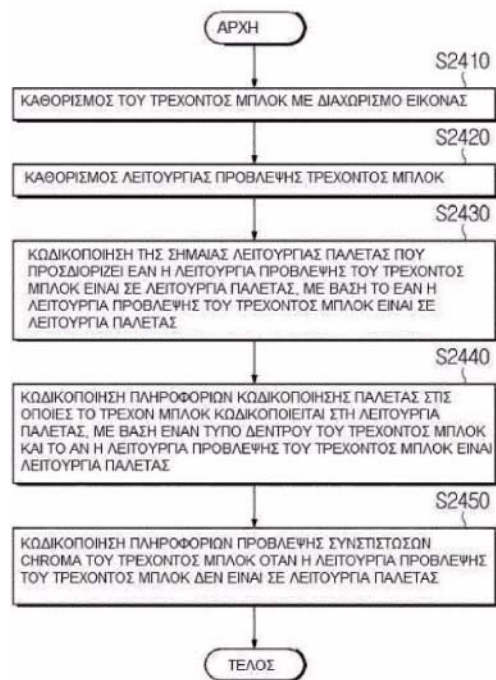 ΑΡΧΗ
S2410
ΚΑΘΟΡΙΣΜΟΣ ΤΟΥ ΤΡΕΧΟΝΤΟΣ ΜΠΛΟΚ ΜΕ ΔΙΑΧΩΡΙΣΜΟ ΕΙΚΟΝΑΣ
S2420
ΚΑΘΟΡΙΣΜΟΣ ΛΕΙΤΟΥΡΓΙΑΣ ΠΡΟΒΛΕΨΗΣ ΤΡΕΧΟΝΤΟΣ ΜΠΛΟΚ
S2430
ΚΩΔΙΚΟΠΟΙΗΣΗ ΤΗΣ ΣΗΜΑΙΑΣ ΛΕΙΤΟΥΡΓΙΑΣ ΠΑΛΕΤΑΣ ΠΟΥ
ΠΡΟΣΔΙΟΡΙΖΕΙ ΕΑΝ Η ΛΕΙΤΟΥΡΓΙΑ ΠΡΟΒΛΕΨΗΣ ΤΟΥ ΤΡΕΧΟΝΤΟΣ
ΜΠΛΟΚ ΕΙΝΑΙ ΣΕ ΛΕΙΤΟΥΡΓΙΑ ΠΑΛΕΤΑΣ, ΜΕ ΒΑΣΗ ΤΟ ΕΑΝ Η
ΛΕΙΤΟΥΡΓΙΑ ΠΡΟΒΛΕΨΗΣ ΤΟΥ ΤΡΕΧΟΝΤΟΣ ΜΠΛΟΚ ΕΙΝΑΙ ΣΕ
ΛΕΙΤΟΥΡΓΙΑ ΠΑΛΕΤΑΣ
S2440
ΚΩΔΙΚΟΠΟΙΗΣΗ ΠΛΗΡΟΦΟΡΙΩΝ ΚΩΔΙΚΟΠΟΙΗΣΗΣ ΠΑΛΕΤΑΣ ΣΤΙΣ
ΟΠΟΙΕΣ ΤΟ ΤΡΕΧΟΝ ΜΠΛΟΚ ΚΩΔΙΚΟΠΟΙΕΙΤΑΙ ΣΤΗ ΛΕΙΤΟΥΡΓΙΑ
ΠΑΛΕΤΑΣ, ΜΕ ΒΑΣΗ ΕΝΑΝ ΤΥΠΟ ΔΕΝΤΡΟΥ ΤΟΥ ΤΡΕΧΟΝΤΟΣ ΜΠΛΟΚ
ΚΑΙ ΤΟ ΑΝ Η ΛΕΙΤΟΥΡΓΙΑ ΠΡΟΒΛΕΨΗΣ ΤΟΥ ΤΡΕΧΟΝΤΟΣ ΜΠΛΟΚ ΕΙΝΑΙ
ΛΕΙΤΟΥΡΓΙΑ ΠΑΛΕΤΑΣ
S2450
ΚΩΔΙΚΟΠΟΙΗΣΗ ΠΛΗΡΟΦΟΡΙΩΝ ΠΡΟΒΛΕΨΗΣ ΣΥΝΣΤΙΣΤΩΣΩΝ
CHROMA ΤΟΥ ΤΡΕΧΟΝΤΟΣ ΜΠΛΟΚ ΟΤΑΝ Η ΛΕΙΤΟΥΡΓΙΑ ΠΡΟΒΛΕΨΗΣ
ΤΟΥ ΤΡΕΧΟΝΤΟΣ ΜΠΛΟΚ ΔΕΝ ΕΙΝΑΙ ΣΕ ΛΕΙΤΟΥΡΓΙΑ ΠΑΛΕΤΑΣ
ΤΕΛΟΣ